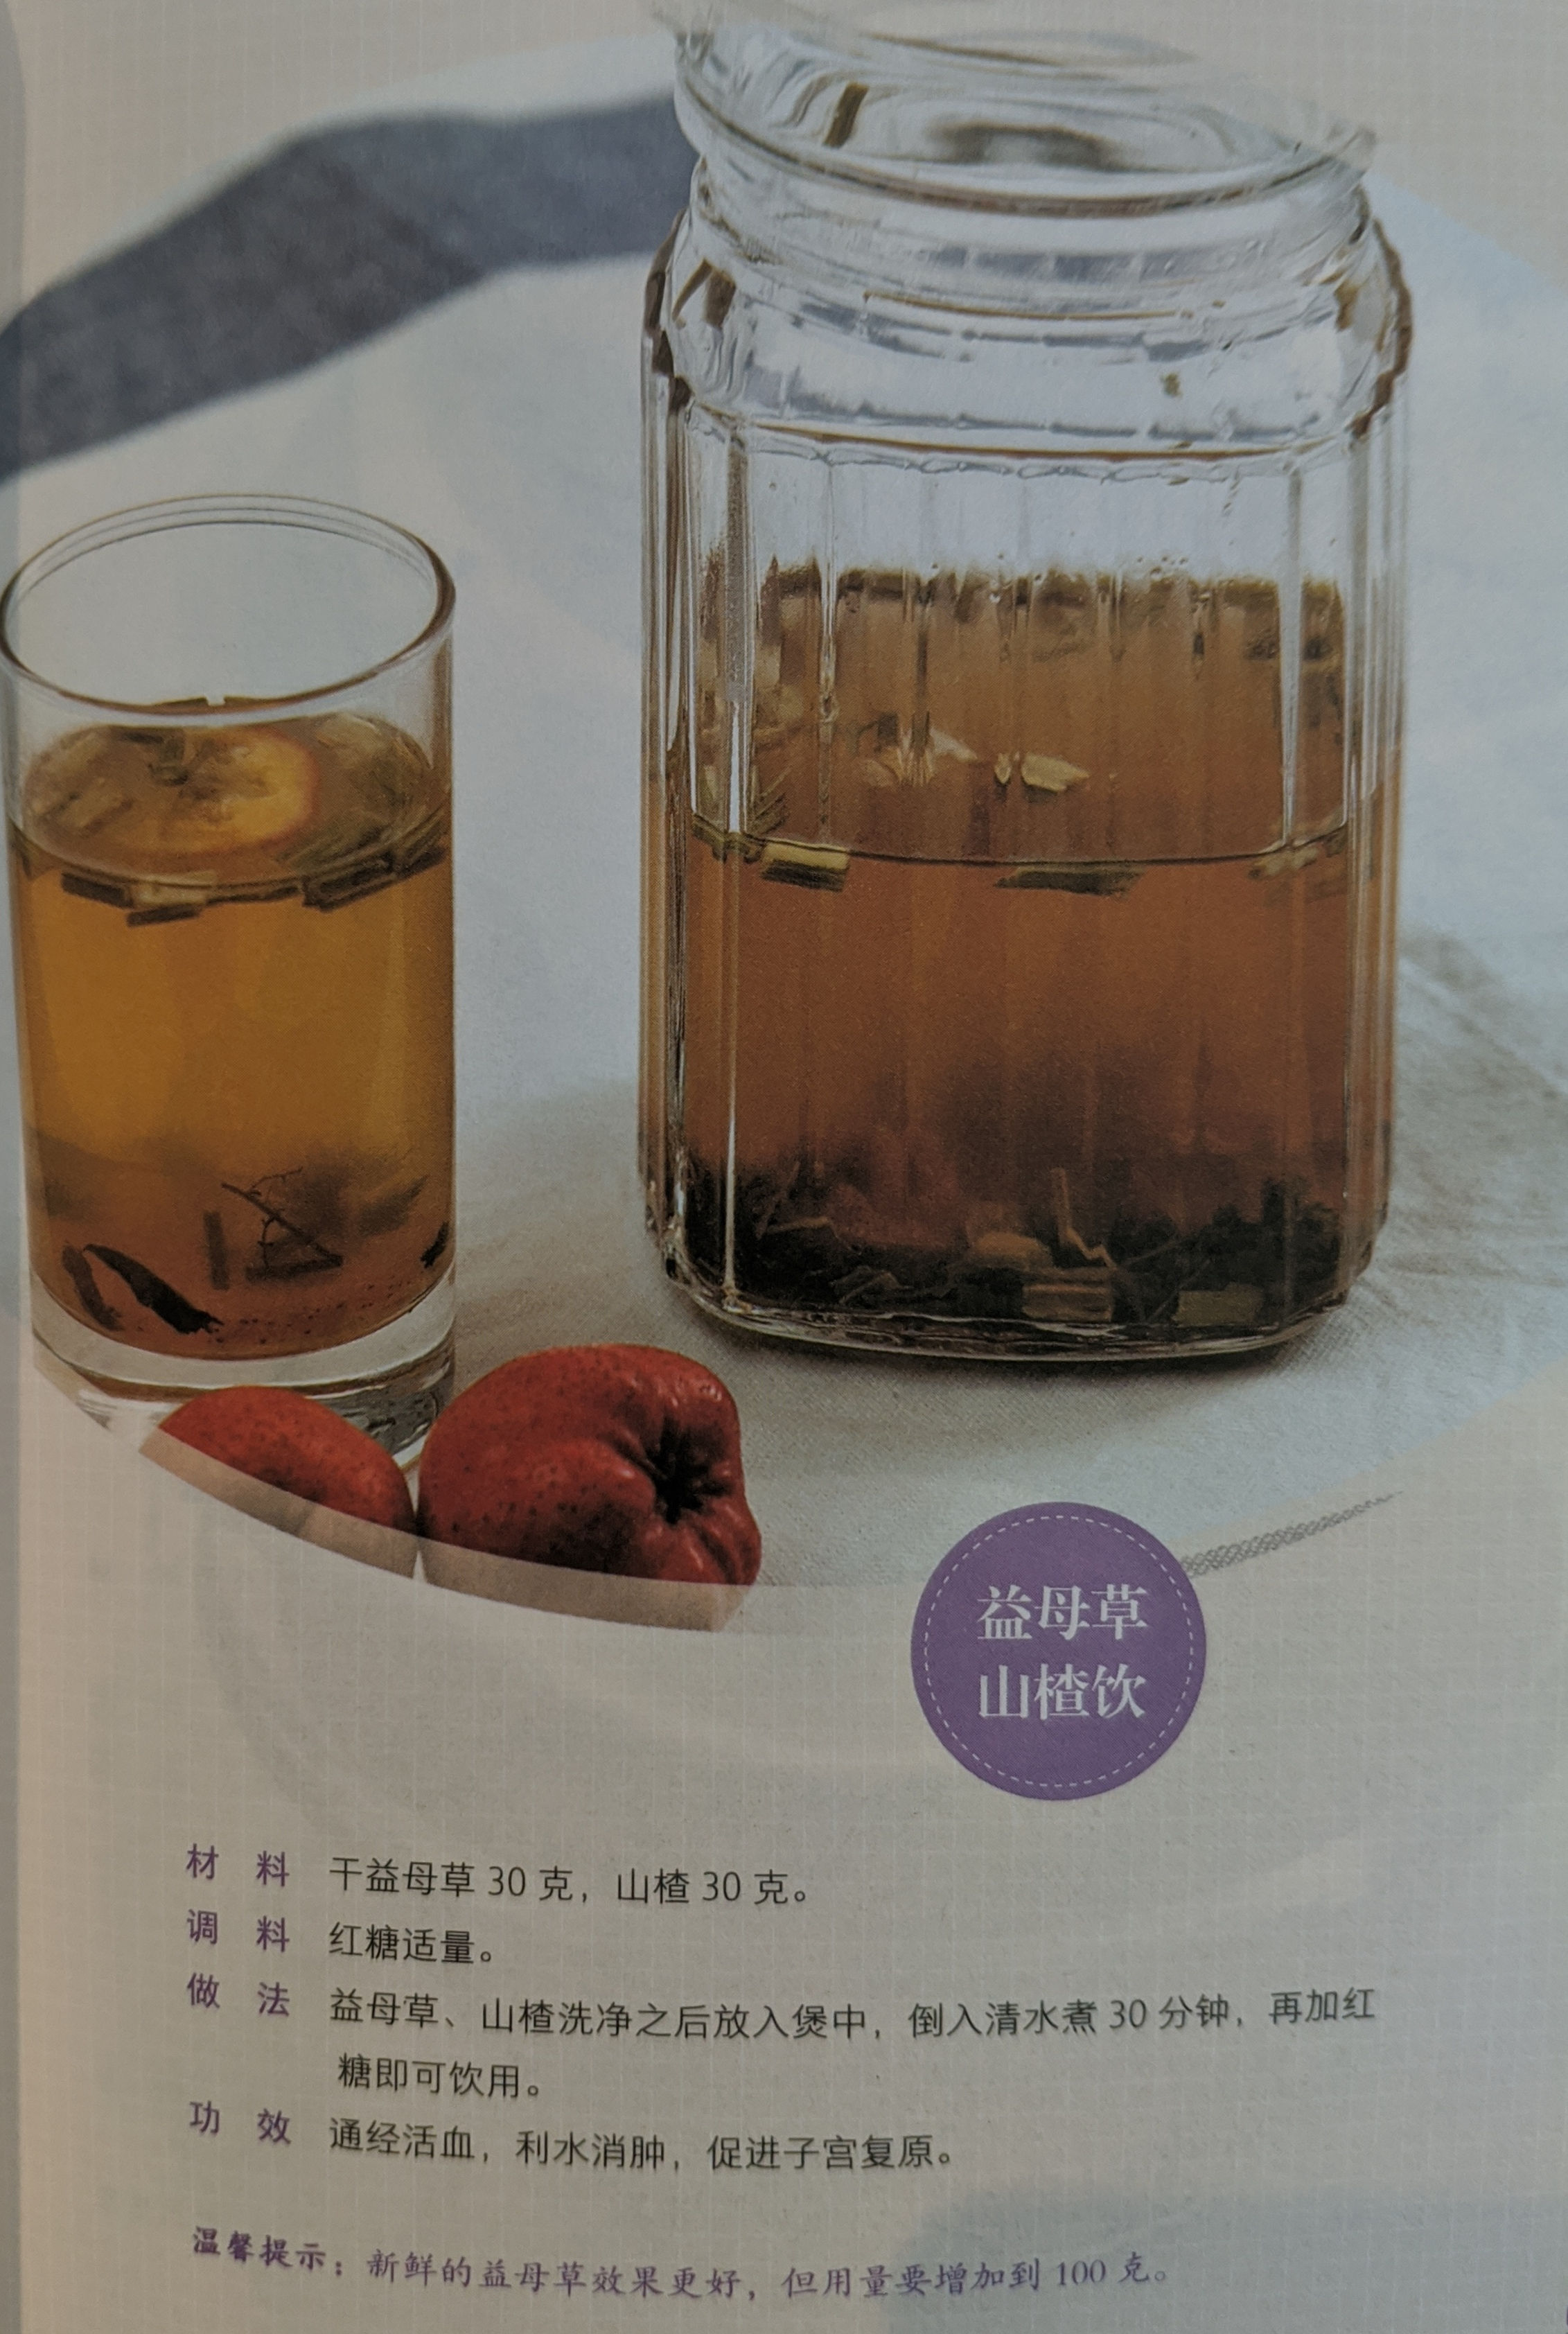 益母草
山楂饮
材 料 干益母草 30 克，山楂 30 克。
调 料 红糖适量。
做 法 益母草、山楂洗净之后放入煲中，倒入清水煮 30 分钟，再加红
糖即可饮用。
功 效 通经活血，利水消肿，促进子宫复原。
温馨提示：新鲜的益母草效果更好，但用量要增加到 100 克。